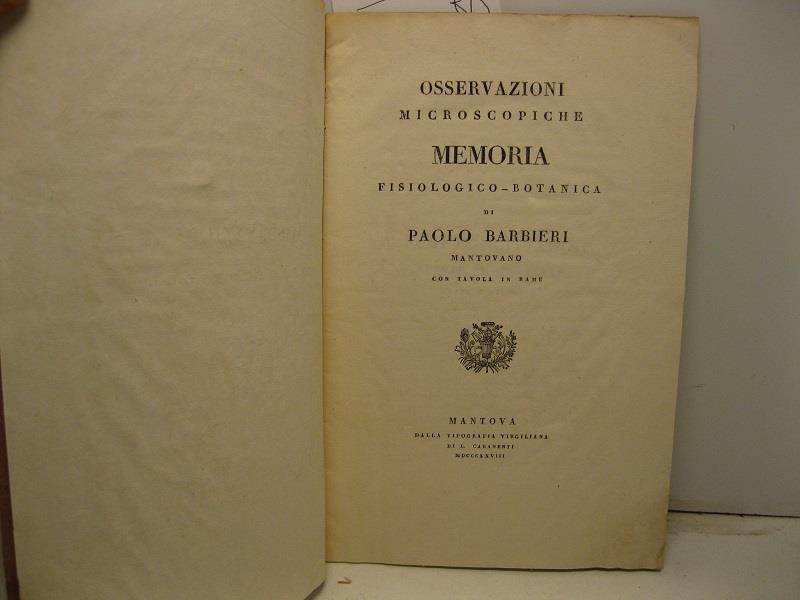 OSSERVAZIONI
MICROSCOPICHE
MEMORIA
FISIOLOGICO-BOTANICA
DI
PAOLO BARBIERI
MANTOVANO
CON TAVOLA IN RAME
MANTOVA
DALLA TIPOGRAFIA VIRGILIANA
DI L. CARANENTI
MDCCCXXVIII